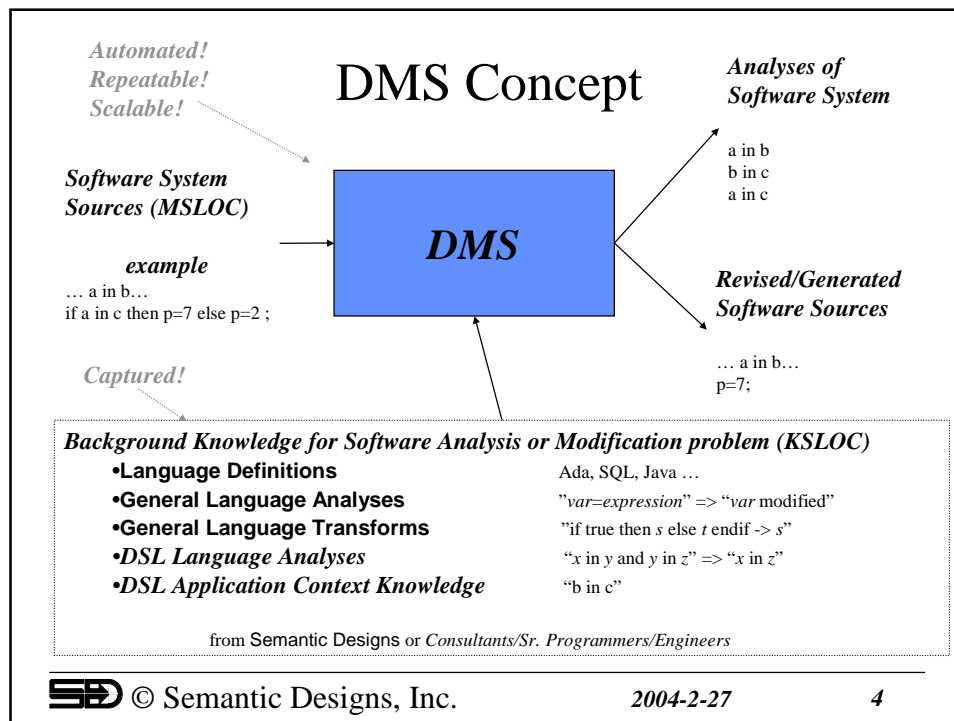 Automated!
Repeatable!
Scalable!
DMS Concept
Analyses of
Software System
a in b
b in c
a in c
Software System
Sources (MSLOC)
example
… a in b…
if a in c then p=7 else p=2 ;
DMS
Revised/Generated
Software Sources
… a in b…
p=7;
Captured!
Background Knowledge for Software Analysis or Modification problem (KSLOC)
•Language Definitions Ada, SQL, Java …
•General Language Analyses ”var=expression” => “var modified”
•General Language Transforms ”if true then s else t endif -> s”
•DSL Language Analyses “x in y and y in z” => “x in z”
•DSL Application Context Knowledge “b in c”
from Semantic Designs or Consultants/Sr. Programmers/Engineers
SD © Semantic Designs, Inc. 2004-2-27 4